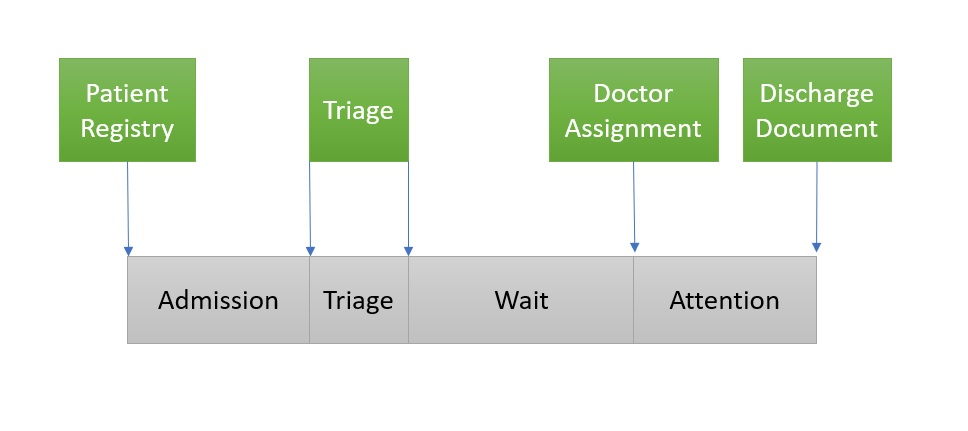 Patient
Registry
Triage
Doctor
Assignment
Discharge
Document
Admission
Triage
Wait
Attention